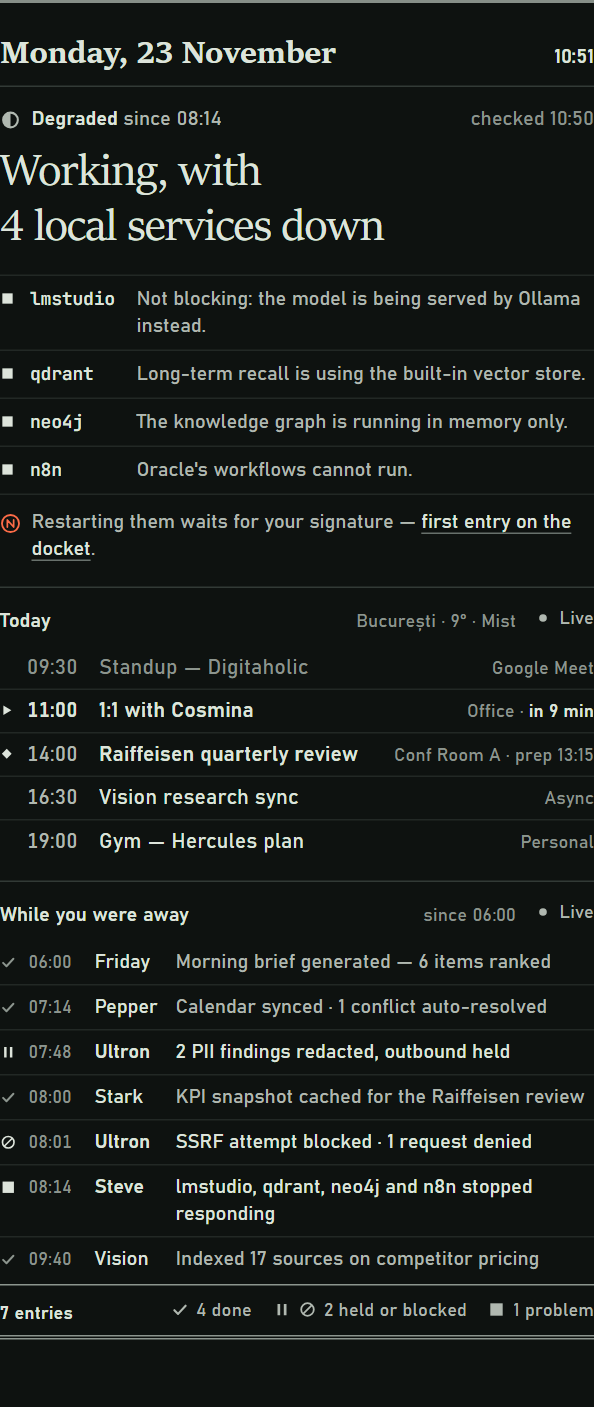 Monday, 23 November 10:51
Degraded since 08:14 checked 10:50
Working, with
4 local services down
lmstudio Not blocking: the model is being served by Ollama
instead.
qdrant Long-term recall is using the built-in vector store.
neo4j The knowledge graph is running in memory only.
n8n Oracle's workflows cannot run.
N Restarting them waits for your signature — first entry on the
docket.
Today București · 9° · Mist Live
09:30 Standup — Digitaholic Google Meet
11:00 1:1 with Cosmina Office · in 9 min
14:00 Raiffeisen quarterly review Conf Room A · prep 13:15
16:30 Vision research sync Async
19:00 Gym — Hercules plan Personal
While you were away since 06:00 Live
06:00 Friday Morning brief generated — 6 items ranked
07:14 Pepper Calendar synced · 1 conflict auto-resolved
07:48 Ultron 2 PII findings redacted, outbound held
08:00 Stark KPI snapshot cached for the Raiffeisen review
08:01 Ultron SSRF attempt blocked · 1 request denied
08:14 Steve lmstudio, qdrant, neo4j and n8n stopped
responding
09:40 Vision Indexed 17 sources on competitor pricing
7 entries 4 done 2 held or blocked 1 problem